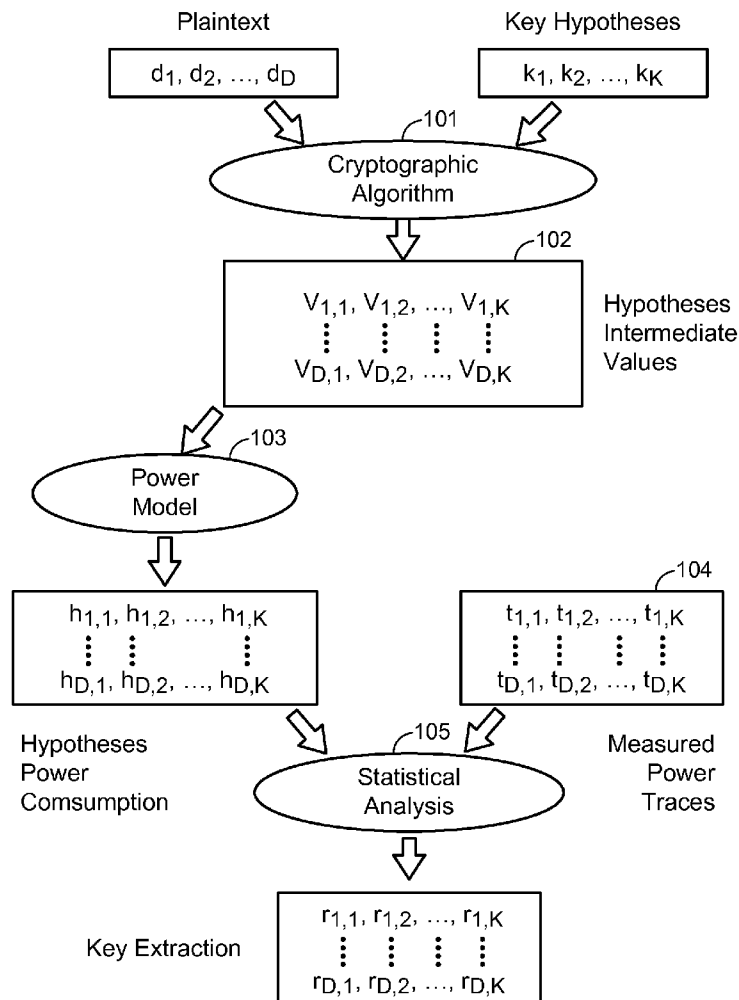 Plaintext
Key Hypotheses
d1, d2, ..., dD
k1, k2, ..., kK
101
Cryptographic
Algorithm
102
V1,1, V1,2, ..., V1,K
VD,1, VD,2, ..., VD,K
Hypotheses
Intermediate
Values
103
Power
Model
104
h1,1, h1,2, ..., h1,K
hD,1, hD,2, ..., hD,K
t1,1, t1,2, ..., t1,K
tD,1, tD,2, ..., tD,K
Hypotheses
Power
Comsumption
105
Statistical
Analysis
Measured
Power
Traces
Key Extraction
r1,1, r1,2, ..., r1,K
rD,1, rD,2, ..., rD,K